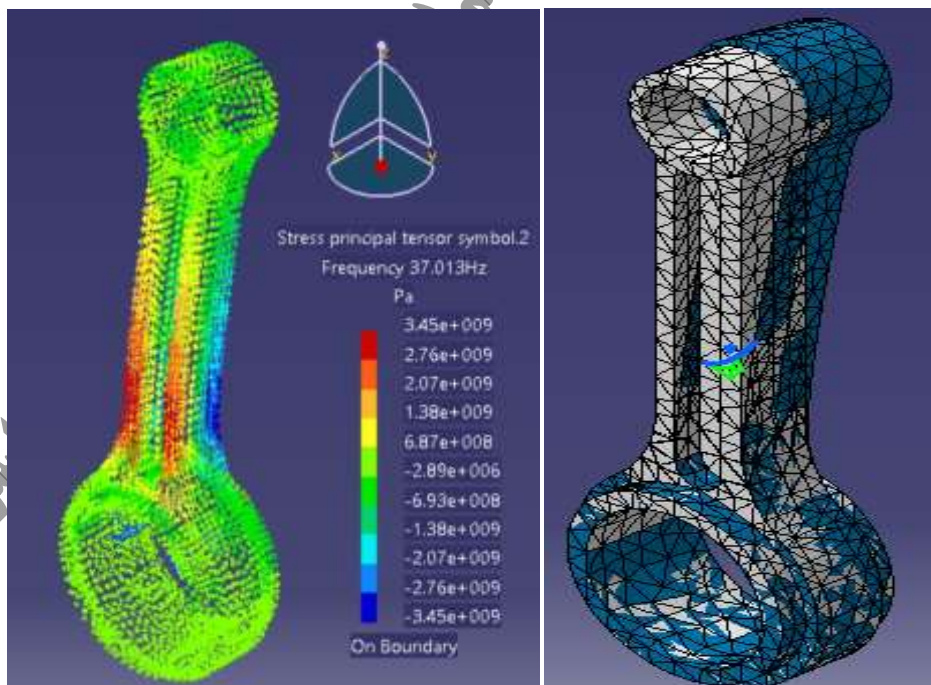 Stress principal tensor symbol.2
Frequency 37.013Hz
Pa
3.45e+009
2.76e+009
2.07e+009
1.38e+009
6.87e+008
-2.89e+006
-6.93e+008
-1.38e+009
-2.07e+009
-2.76e+009
-3.45e+009
On Boundary